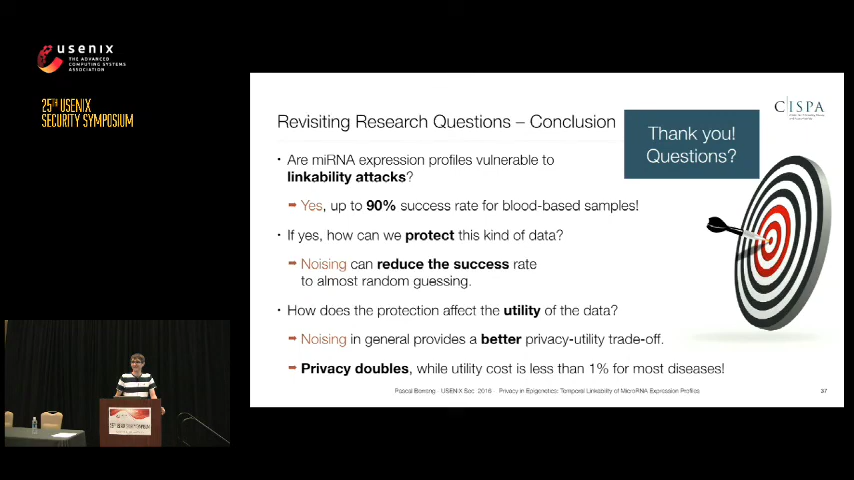 usenix
THE ADVANCED
COMPUTING SYSTEMS
ASSOCIATION
25TH USENIX
SECURITY SYMPOSIUM
Revisiting Research Questions – Conclusion
Thank you!
Questions?
CISPA
• Are miRNA expression profiles vulnerable to
linkability attacks?
➡ Yes, up to 90% success rate for blood-based samples!
• If yes, how can we protect this kind of data?
➡ Noising can reduce the success rate
to almost random guessing.
• How does the protection affect the utility of the data?
➡ Noising in general provides a better privacy-utility trade-off.
➡ Privacy doubles, while utility cost is less than 1% for most diseases!
Pascal Berrang - USENIX Sec. 2016 Privacy in Epigenetics: Temporal Linkability of MicroRNA Expression Profiles
37